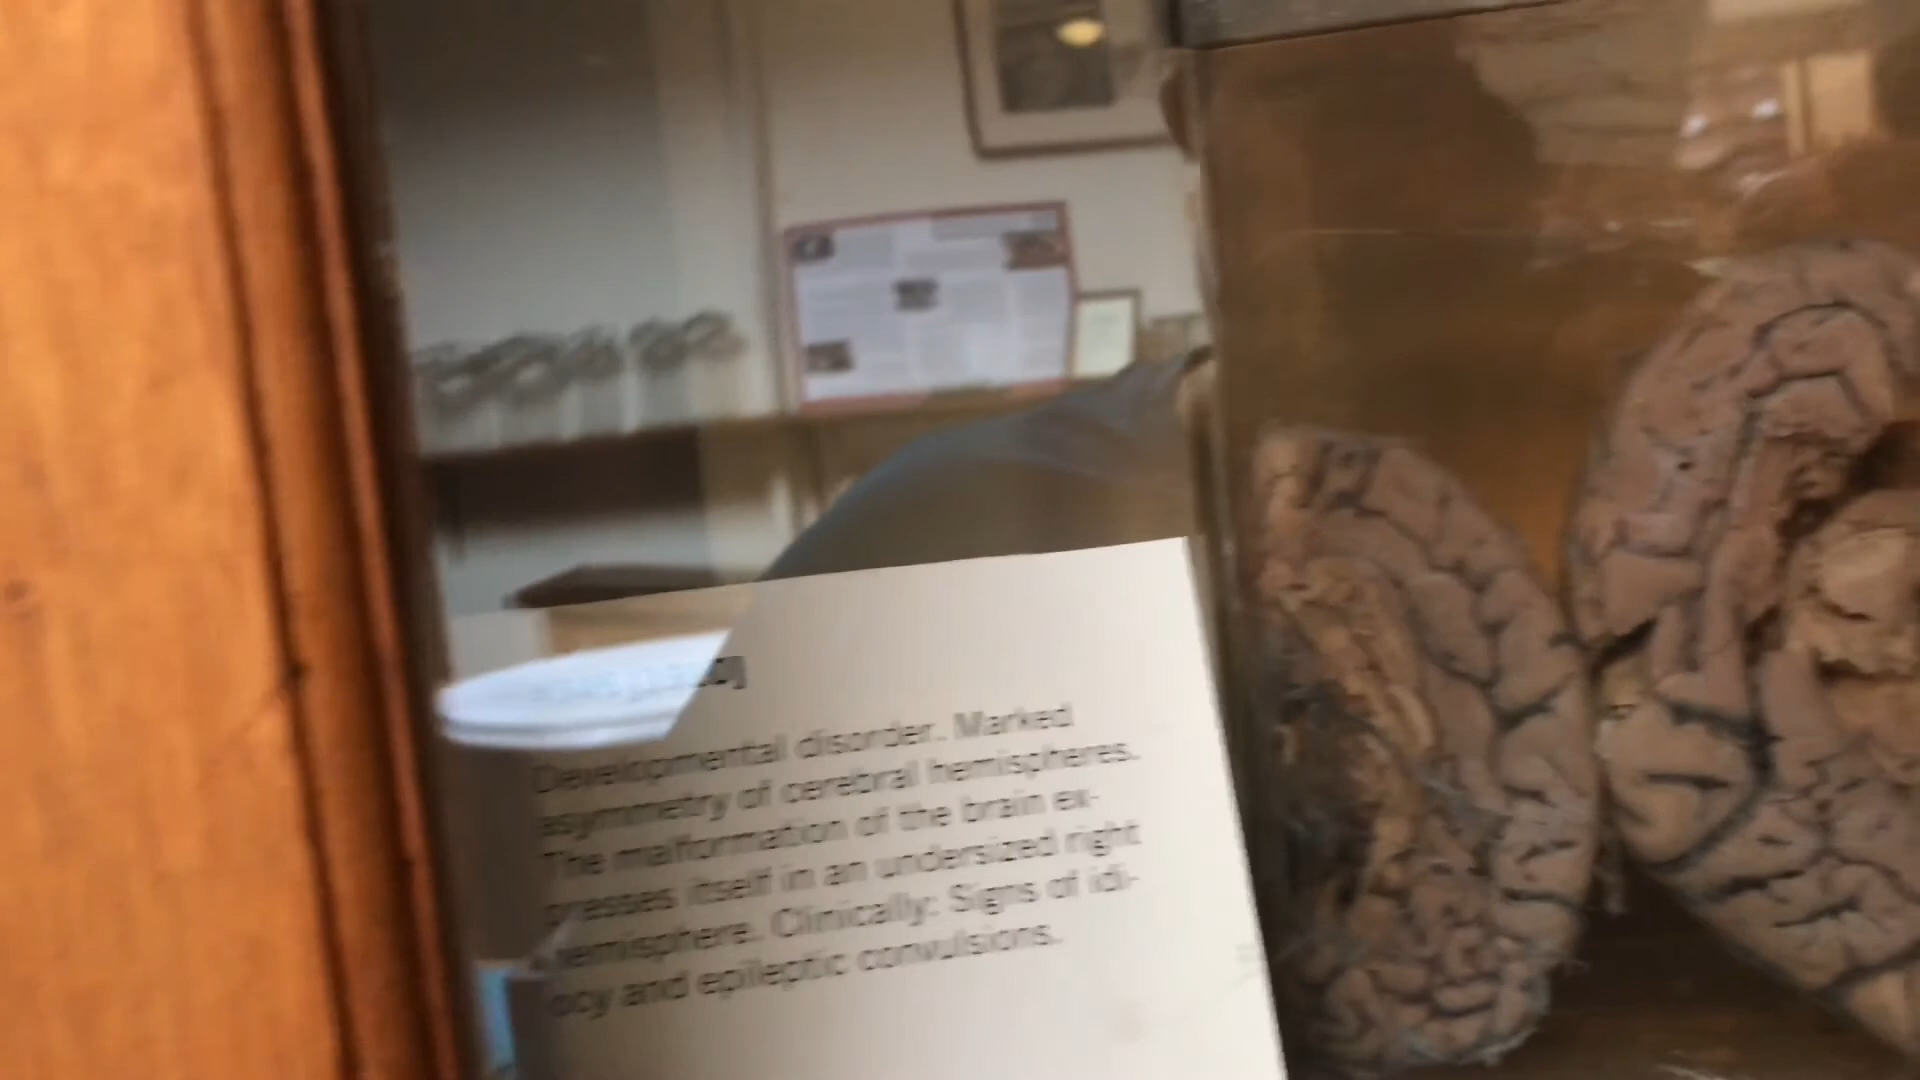 Developmental disorder. Marked
asymmetry of cerebral hemispheres.
The malformation of the brain ex-
presses itself in an undersized right
hemisphere. Clinically: Signs of idi-
ocy and epileptic convulsions.